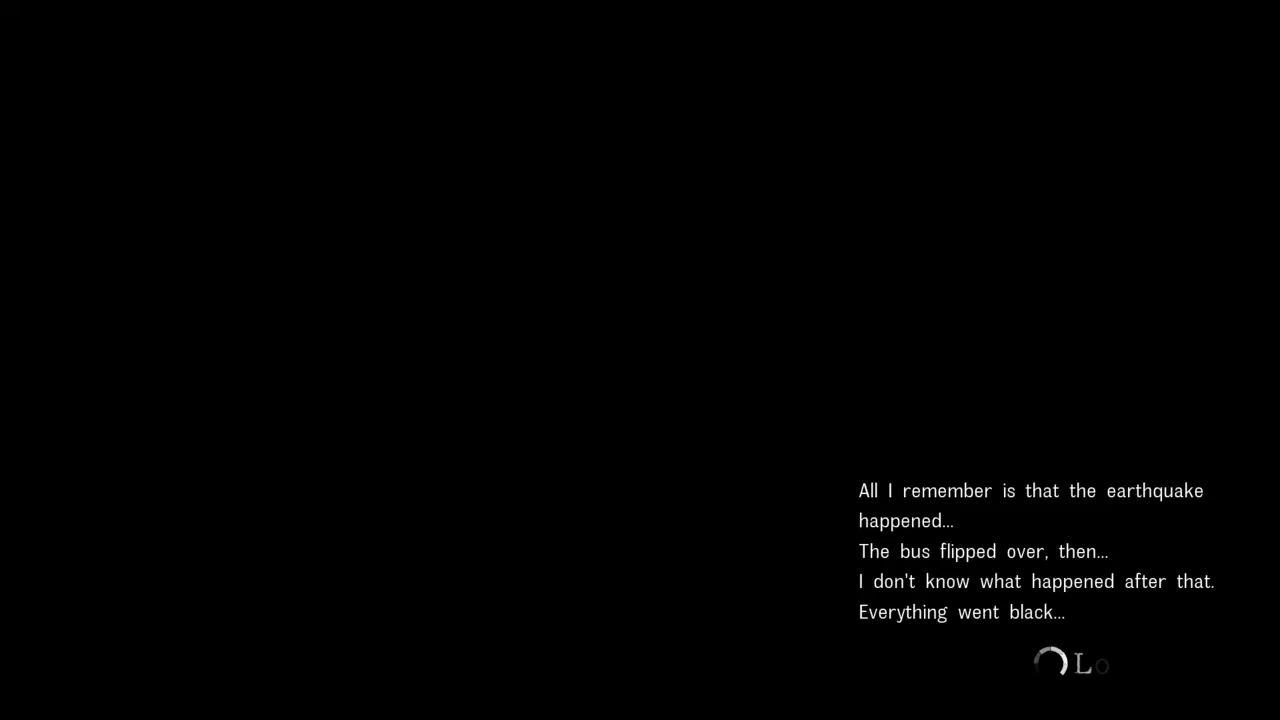 All I remember is that the earthquake
happened...
The bus flipped over, then...
I don't know what happened after that.
Everything went black...
Lo